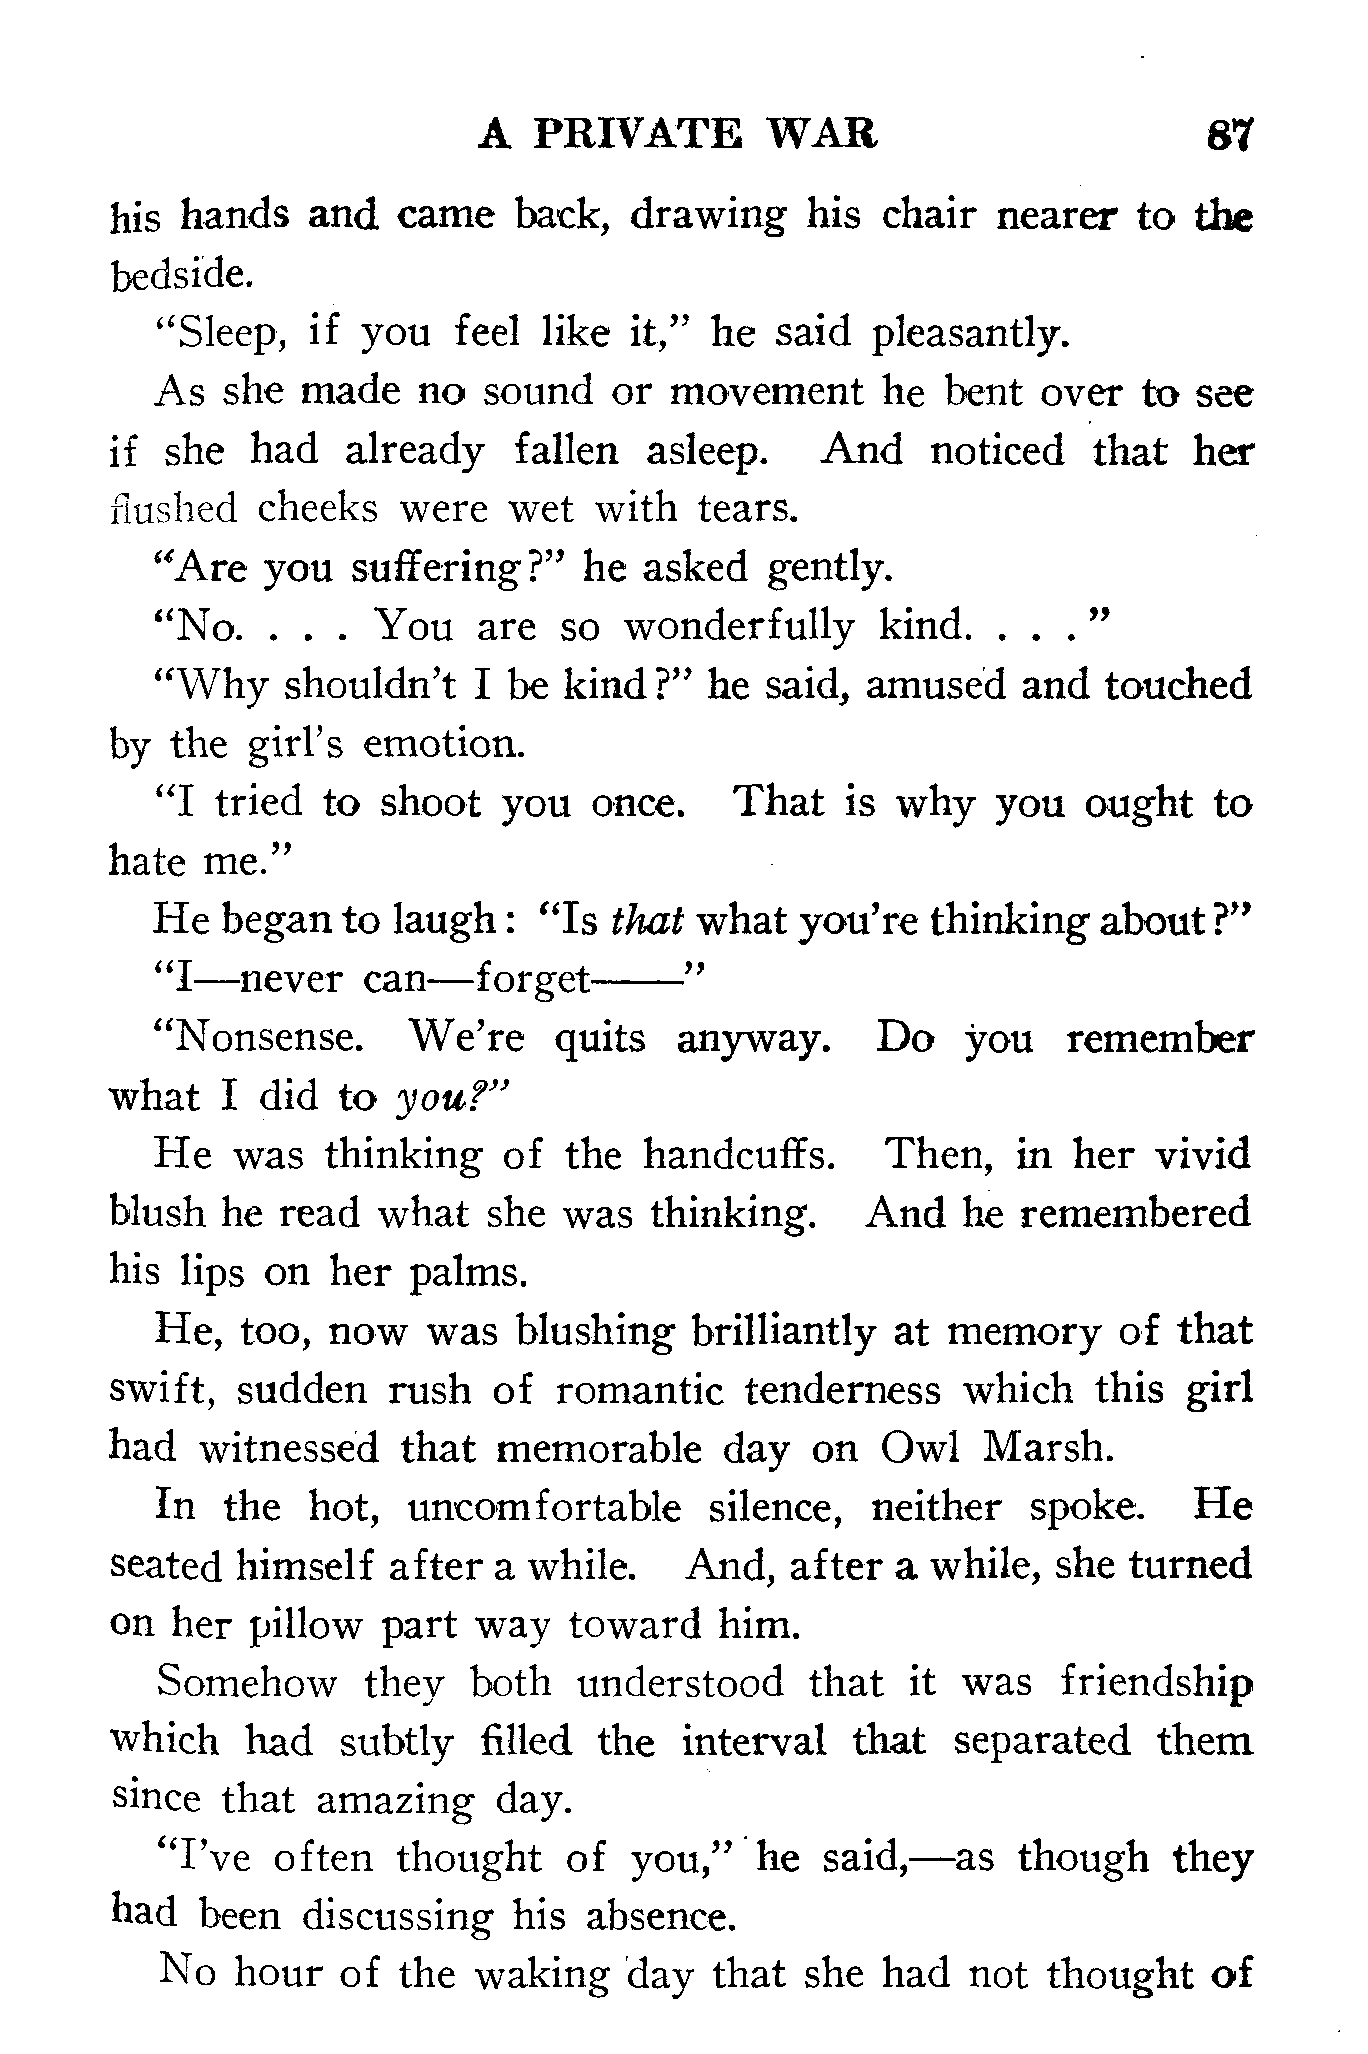 A PRIVATE WAR 87
his hands and came back, drawing his chair nearer to the
bedside.
“Sleep, if you feel like it,” he said pleasantly.
As she made no sound or movement he bent over to see
if she had already fallen asleep. And noticed that her
flushed cheeks were wet with tears.
“Are you suffering?” he asked gently.
“No. . . . You are so wonderfully kind. . . .”
“Why shouldn’t I be kind?” he said, amused and touched
by the girl’s emotion.
“I tried to shoot you once. That is why you ought to
hate me.”
He began to laugh: “Is that what you’re thinking about?”
“I—never can—forget——”
“Nonsense. We’re quits anyway. Do you remember
what I did to you?”
He was thinking of the handcuffs. Then, in her vivid
blush he read what she was thinking. And he remembered
his lips on her palms.
He, too, now was blushing brilliantly at memory of that
swift, sudden rush of romantic tenderness which this girl
had witnessed that memorable day on Owl Marsh.
In the hot, uncomfortable silence, neither spoke. He
seated himself after a while. And, after a while, she turned
on her pillow part way toward him.
Somehow they both understood that it was friendship
which had subtly filled the interval that separated them
since that amazing day.
“I’ve often thought of you,” he said,—as though they
had been discussing his absence.
No hour of the waking day that she had not thought of